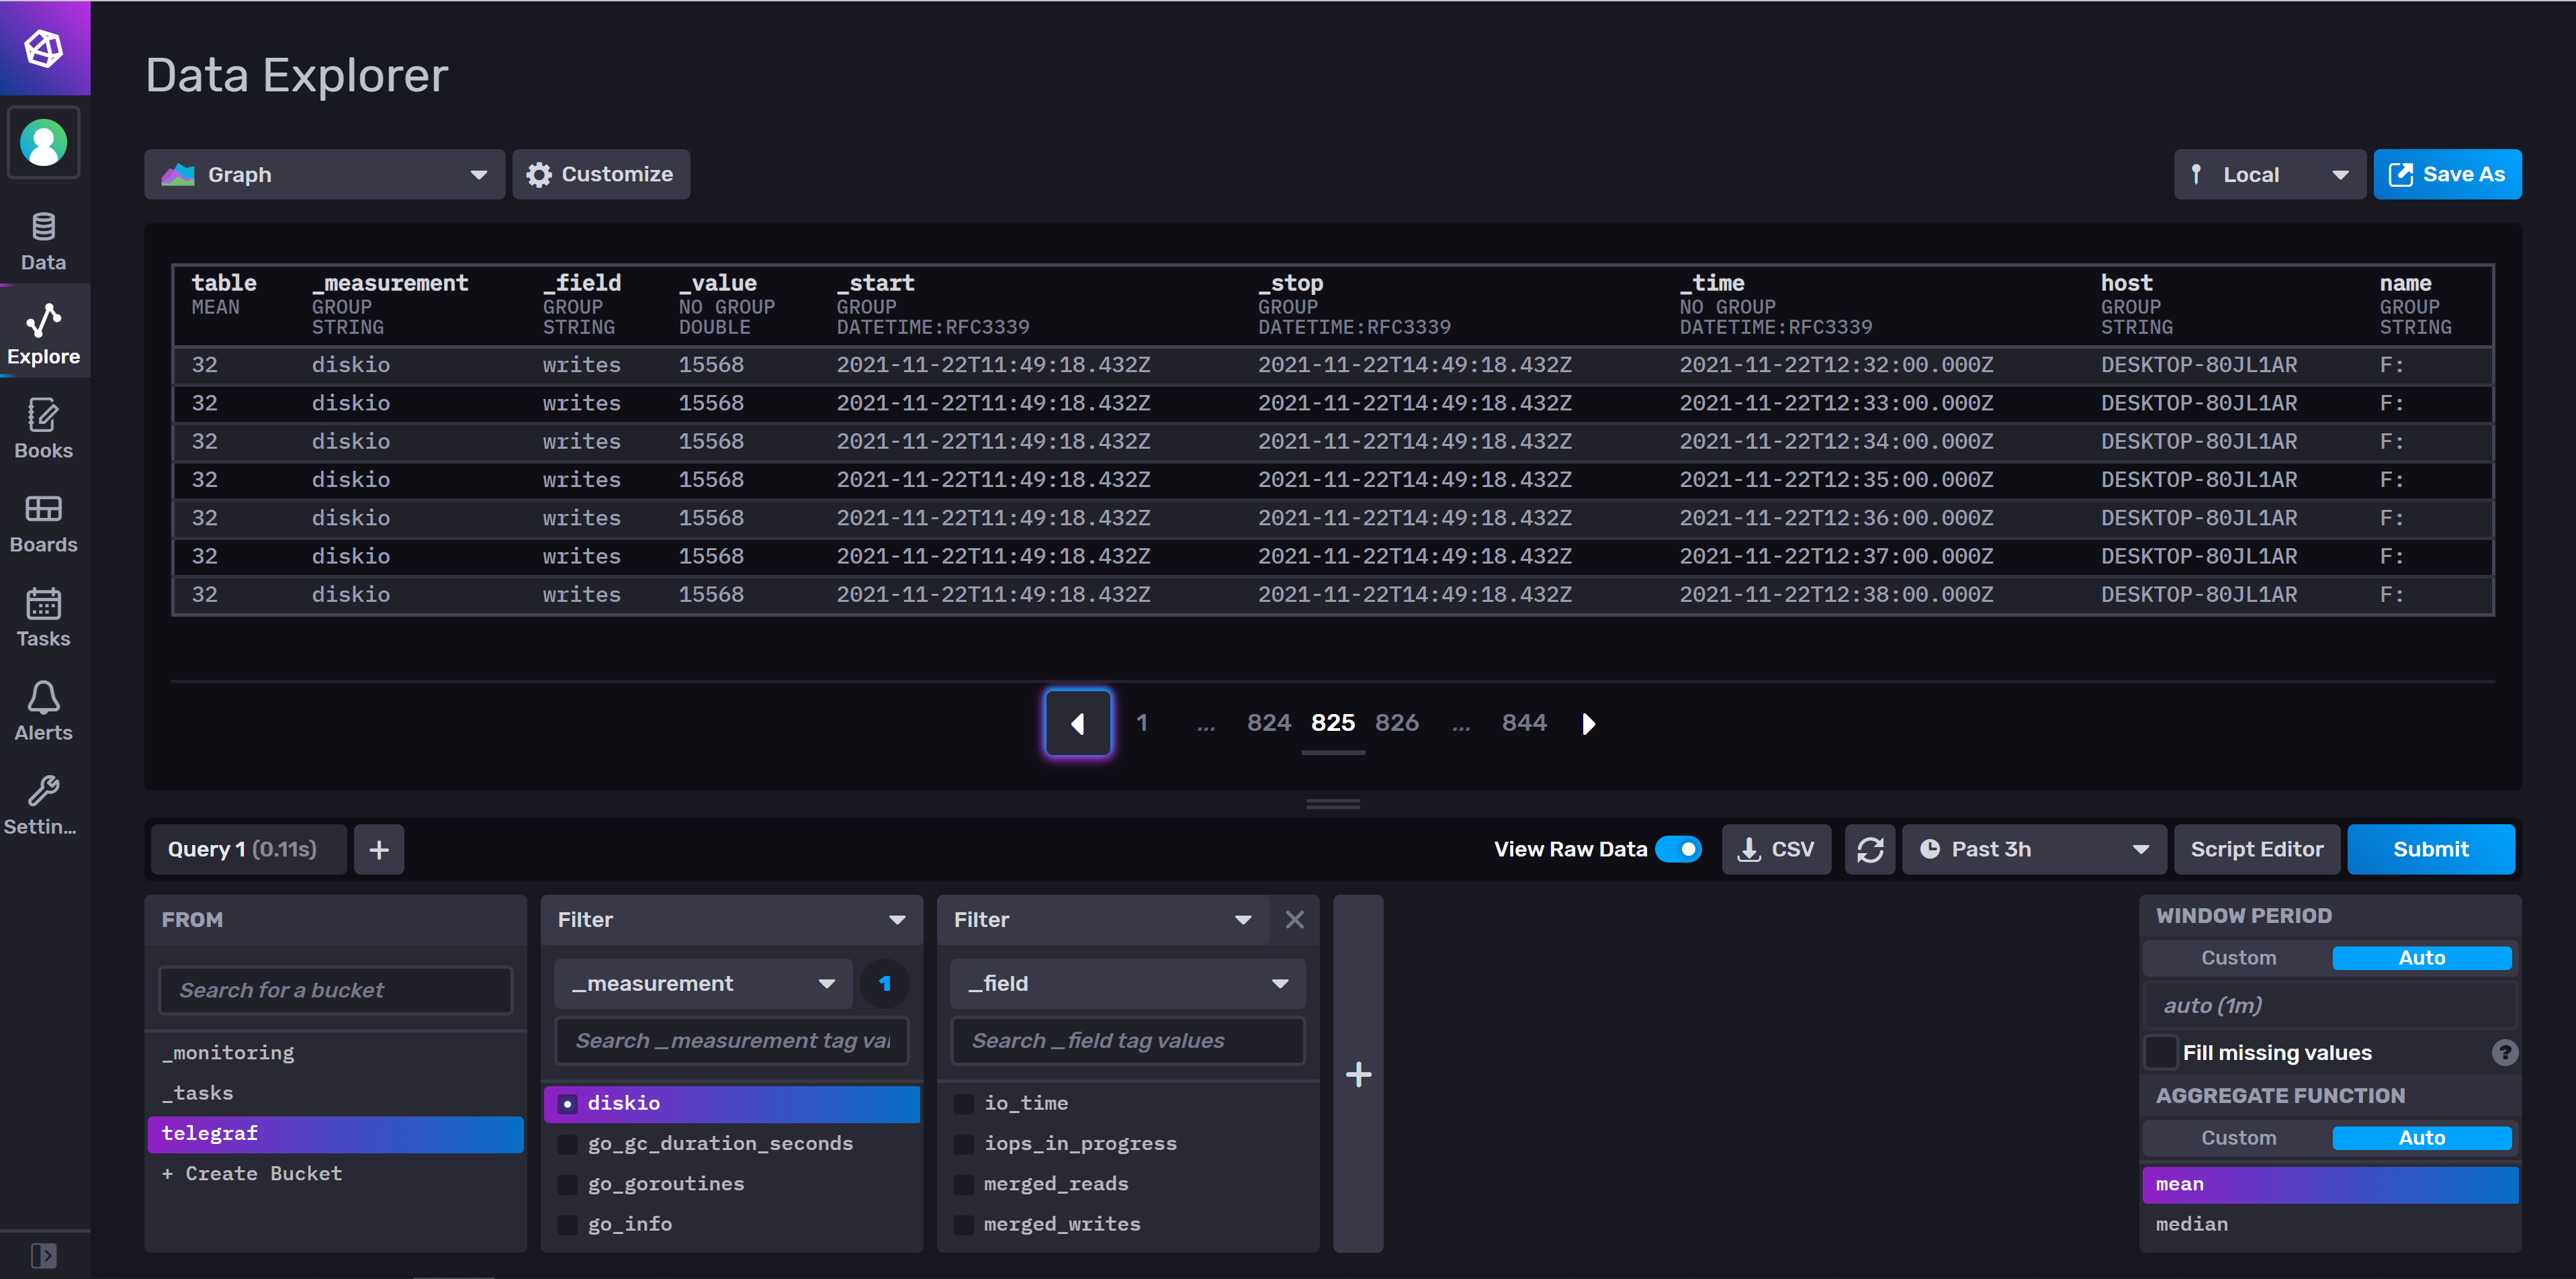 Data Explorer
Graph
Customize
Local
Save As
Data
Explore
Books
Boards
Tasks
Alerts
Settin...
table _measurement _field _value _start _stop _time host name
MEAN GROUP GROUP NO GROUP GROUP GROUP NO GROUP GROUP GROUP
STRING STRING DOUBLE DATETIME:RFC3339 DATETIME:RFC3339 DATETIME:RFC3339 STRING STRING
32 diskio writes 15568 2021-11-22T11:49:18.432Z 2021-11-22T14:49:18.432Z 2021-11-22T12:32:00.000Z DESKTOP-80JL1AR F:
32 diskio writes 15568 2021-11-22T11:49:18.432Z 2021-11-22T14:49:18.432Z 2021-11-22T12:33:00.000Z DESKTOP-80JL1AR F:
32 diskio writes 15568 2021-11-22T11:49:18.432Z 2021-11-22T14:49:18.432Z 2021-11-22T12:34:00.000Z DESKTOP-80JL1AR F:
32 diskio writes 15568 2021-11-22T11:49:18.432Z 2021-11-22T14:49:18.432Z 2021-11-22T12:35:00.000Z DESKTOP-80JL1AR F:
32 diskio writes 15568 2021-11-22T11:49:18.432Z 2021-11-22T14:49:18.432Z 2021-11-22T12:36:00.000Z DESKTOP-80JL1AR F:
32 diskio writes 15568 2021-11-22T11:49:18.432Z 2021-11-22T14:49:18.432Z 2021-11-22T12:37:00.000Z DESKTOP-80JL1AR F:
32 diskio writes 15568 2021-11-22T11:49:18.432Z 2021-11-22T14:49:18.432Z 2021-11-22T12:38:00.000Z DESKTOP-80JL1AR F:
1 ... 824 825 826 ... 844
Query 1 (0.11s)
+
View Raw Data
CSV
Past 3h
Script Editor
Submit
FROM
Search for a bucket
_monitoring
_tasks
telegraf
+ Create Bucket
Filter
_measurement
1
Search _measurement tag val
diskio
go_gc_duration_seconds
go_goroutines
go_info
Filter
_field
Search _field tag values
io_time
iops_in_progress
merged_reads
merged_writes
+
WINDOW PERIOD
Custom Auto
auto (1m)
Fill missing values ?
AGGREGATE FUNCTION
Custom Auto
mean
median